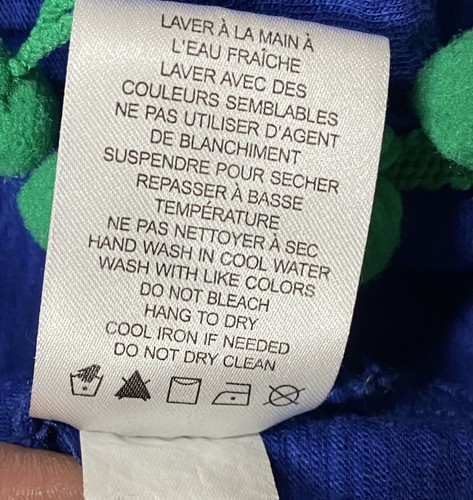 LAVER À LA MAIN À
L'EAU FRAÎCHE
LAVER AVEC DES
COULEURS SEMBLABLES
NE PAS UTILISER D'AGENT
DE BLANCHIMENT
SUSPENDRE POUR SECHER
REPASSER À BASSE
TEMPÉRATURE
NE PAS NETTOYER À SEC
HAND WASH IN COOL WATER
WASH WITH LIKE COLORS
DO NOT BLEACH
HANG TO DRY
COOL IRON IF NEEDED
DO NOT DRY CLEAN